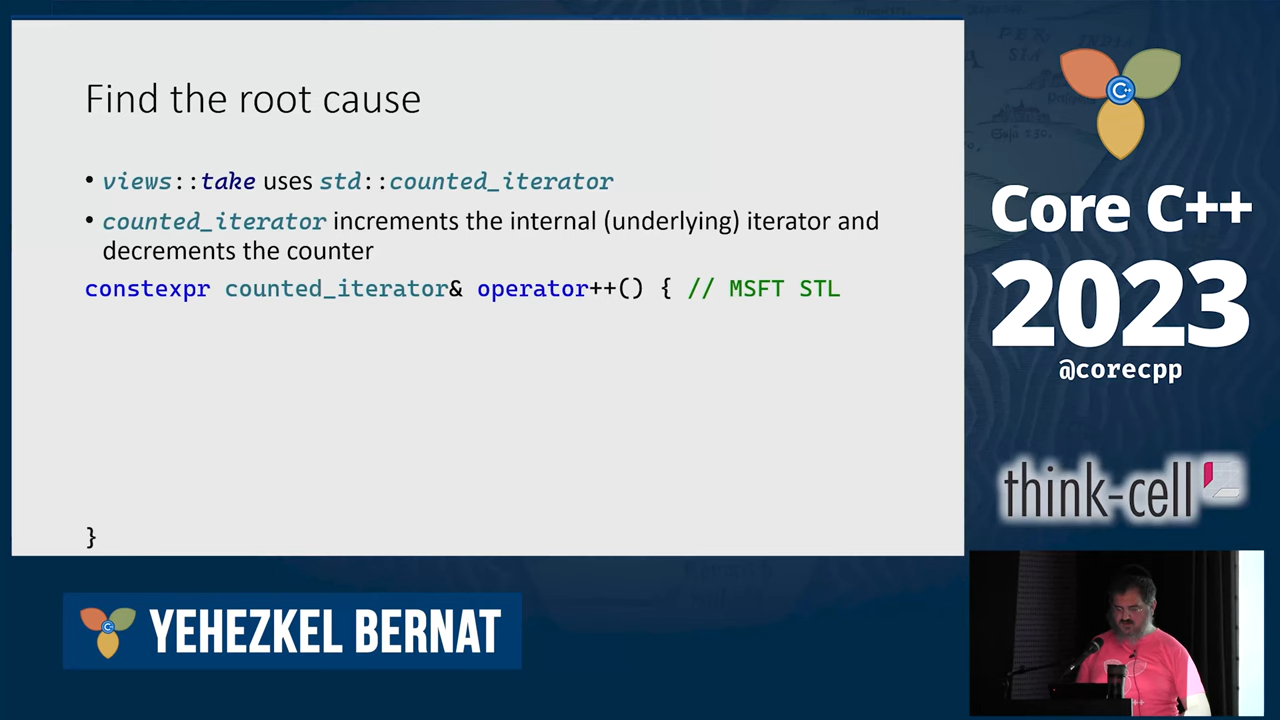 Find the root cause
• views::take uses std::counted_iterator
• counted_iterator increments the internal (underlying) iterator and
decrements the counter
constexpr counted_iterator& operator++() { // MSFT STL
}
C++
Core C++
2023
@corecpp
think-cell
YEHEZKEL BERNAT